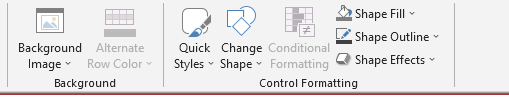 Background
Image
Alternate
Row Color
Background
Quick
Styles
Change
Shape
Conditional
Formatting
Shape Fill
Shape Outline
Shape Effects
Control Formatting